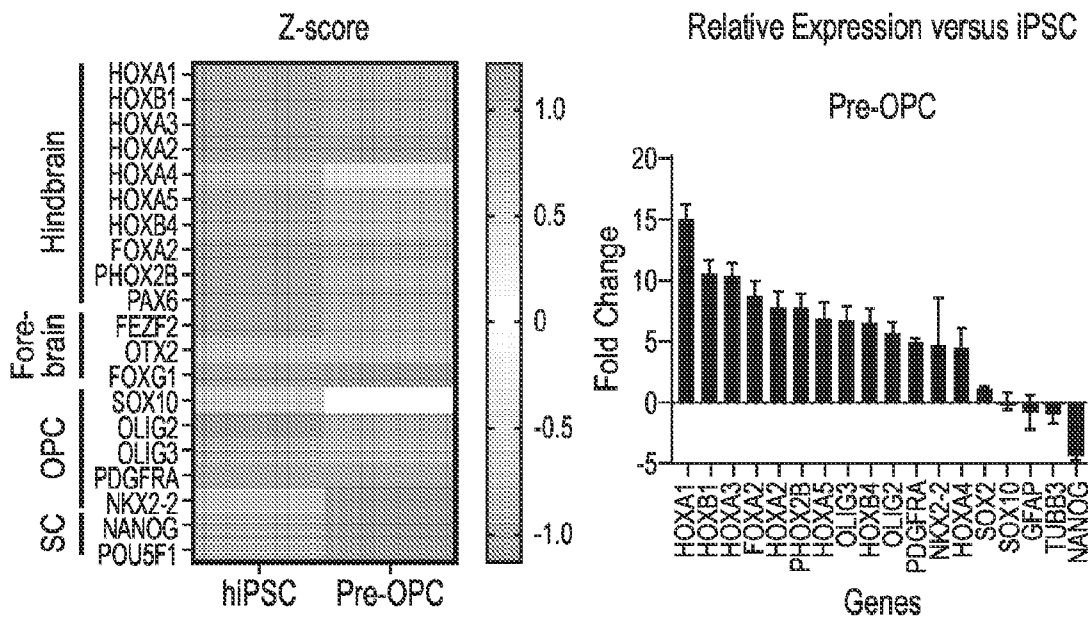 Z-score
Hindbrain
Fore-
brain
OPC
SC
HOXA1
HOXB1
HOXA3
HOXA2
HOXA4
HOXA5
HOXB4
FOXA2
PHOX2B
PAX6
FEZF2
OTX2
FOXG1
SOX10
OLIG2
OLIG3
PDGFRA
NKX2-2
NANOG
POU5F1
hiPSC Pre-OPC
1.0
0.5
0
-0.5
-1.0
Relative Expression versus iPSC
Pre-OPC
Fold Change
20
15
10
5
0
-5
HOXA1
HOXB1
HOXA3
FOXA2
HOXA2
PHOX2B
HOXA5
OLIG3
HOXB4
OLIG2
PDGFRA
NKX2-2
HOXA4
SOX2
SOX10
GFAP
TUBB3
NANOG
Genes